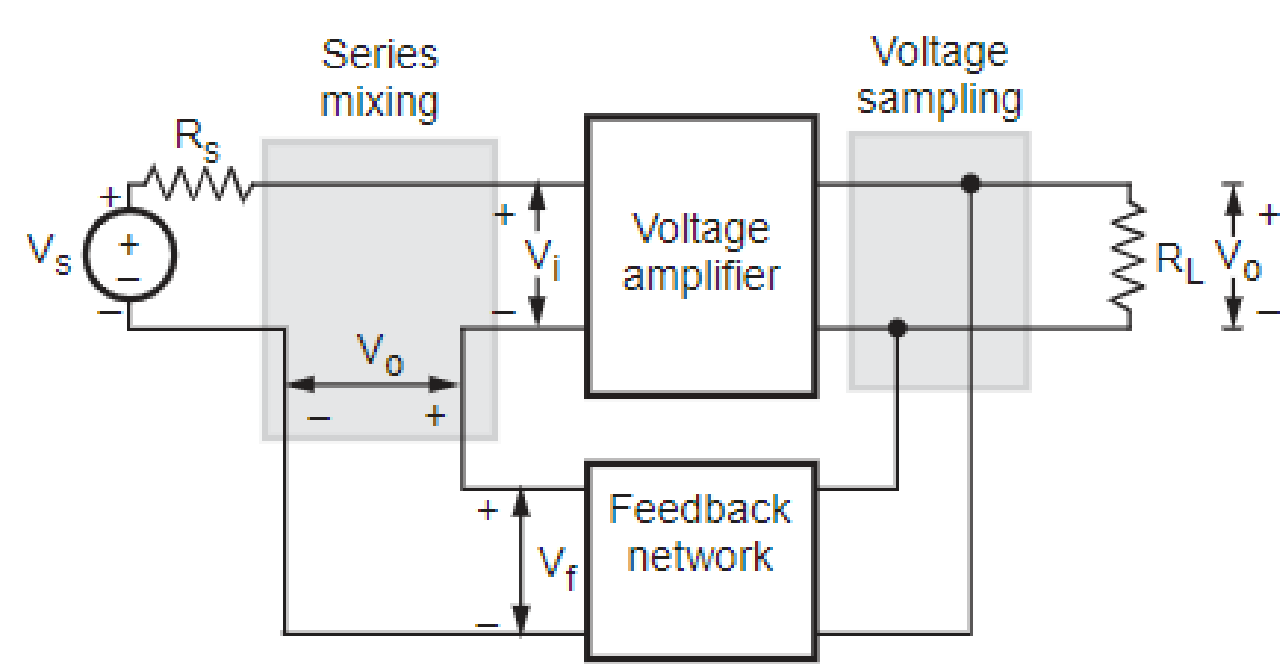 Series
mixing
Voltage
sampling
Rs
+
Vs
+
−
−
+
Vi
−
Voltage
amplifier
RL
+
Vo
−
Vo
− +
+
Vf
−
Feedback
network